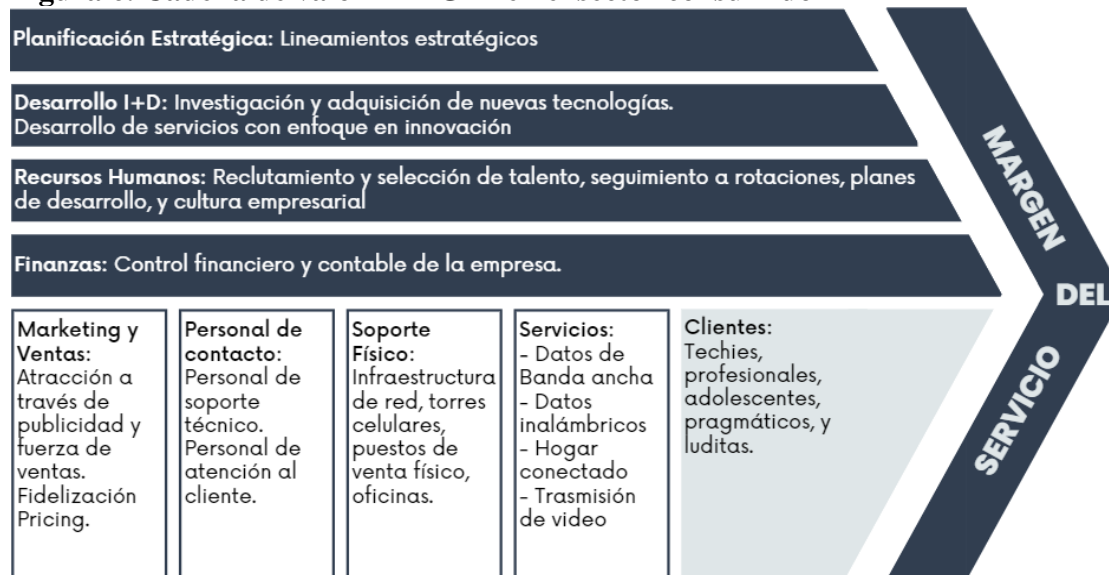 Planificación Estratégica: Lineamientos estratégicos
Desarrollo I+D: Investigación y adquisición de nuevas tecnologías.
Desarrollo de servicios con enfoque en innovación
Recursos Humanos: Reclutamiento y selección de talento, seguimiento a rotaciones, planes
de desarrollo, y cultura empresarial
Finanzas: Control financiero y contable de la empresa.
Marketing y
Ventas:
Atracción a
través de
publicidad y
fuerza de
ventas.
Fidelización
Pricing.
Personal de
contacto:
Personal de
soporte
técnico.
Personal de
atención al
cliente.
Soporte
Físico:
Infraestructura
de red, torres
celulares,
puestos de
venta físico,
oficinas.
Servicios:
- Datos de
Banda ancha
- Datos
inalámbricos
- Hogar
conectado
- Trasmisión
de video
Clientes:
Techies,
profesionales,
adolescentes,
pragmáticos, y
luditas.
MARGEN
DEL
SERVICIO